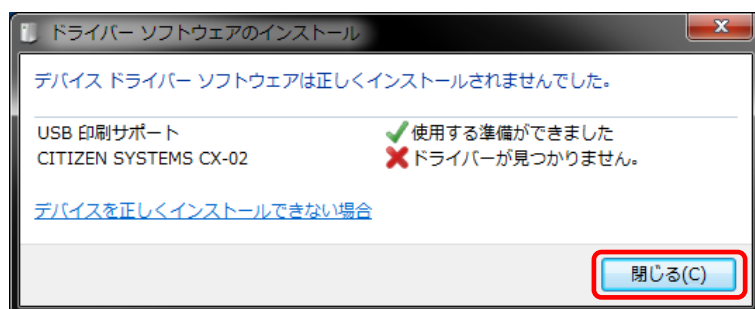 ドライバー ソフトウェアのインストール
デバイス ドライバー ソフトウェアは正しくインストールされませんでした。
USB 印刷サポート 使用する準備ができました
CITIZEN SYSTEMS CX-02 ドライバーが見つかりません。
デバイスを正しくインストールできない場合
閉じる(C)